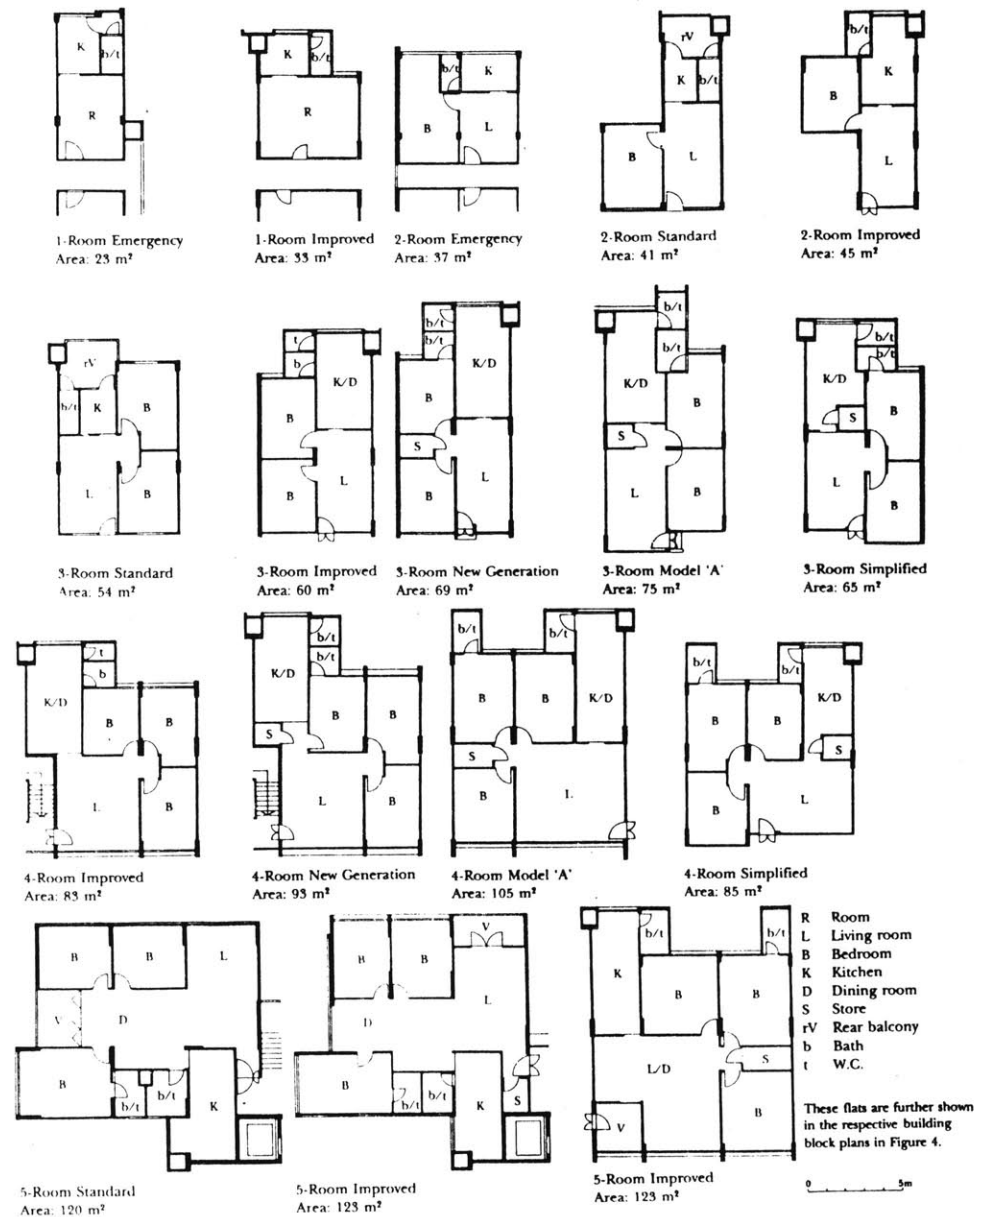 K
b/t
R
1-Room Emergency
Area: 23 m²
K
b/t
R
1-Room Improved
Area: 33 m²
b/t
K
B
L
2-Room Emergency
Area: 37 m²
rV
K
b/t
B
L
2-Room Standard
Area: 41 m²
b/t
K
B
L
2-Room Improved
Area: 45 m²
rV
b/t
K
B
L
B
3-Room Standard
Area: 54 m²
t
b
K/D
B
B
L
3-Room Improved
Area: 60 m²
b/t
b/t
K/D
B
S
B
L
3-Room New Generation
Area: 69 m²
b/t
b/t
K/D
B
S
L
B
3-Room Model 'A'
Area: 75 m²
b/t
b/t
K/D
S
B
L
B
3-Room Simplified
Area: 65 m²
t
b
K/D
B
B
L
B
4-Room Improved
Area: 83 m²
b/t
b/t
K/D
S
B
B
L
B
4-Room New Generation
Area: 93 m²
b/t
b/t
B
B
K/D
S
B
L
4-Room Model 'A'
Area: 105 m²
b/t
b/t
K/D
B
B
S
B
L
4-Room Simplified
Area: 85 m²
B
B
L
V
D
B
b/t
b/t
K
5-Room Standard
Area: 120 m²
V
B
B
L
D
B
b/t
b/t
K
S
5-Room Improved
Area: 123 m²
b/t
b/t
K
B
B
L/D
S
V
B
5-Room Improved
Area: 123 m²
R Room
L Living room
B Bedroom
K Kitchen
D Dining room
S Store
rV Rear balcony
b Bath
t W.C.
These flats are further shown
in the respective building
block plans in Figure 4.
0 5m